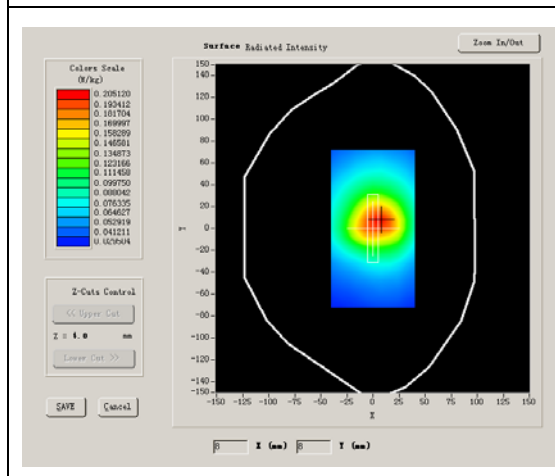 Surface Radiated Intensity
Zoom In/Out
Colors Scale
(W/kg)
0.205120
0.193412
0.181704
0.169997
0.158289
0.146581
0.134873
0.123166
0.111458
0.099750
0.088042
0.076335
0.064627
0.052919
0.041211
0.029504
150
140
120
100
80
60
40
20
0
-20
-40
-60
-80
-100
-120
-140
-150
Y
-150 -125 -100 -75 -50 -25 0 25 50 75 100 125 150
X
Z-Cuts Control
<< Upper Cut
Z = 4.0 mm
Lower Cut >>
SAVE Cancel
8 X (mm) 8 Y (mm)